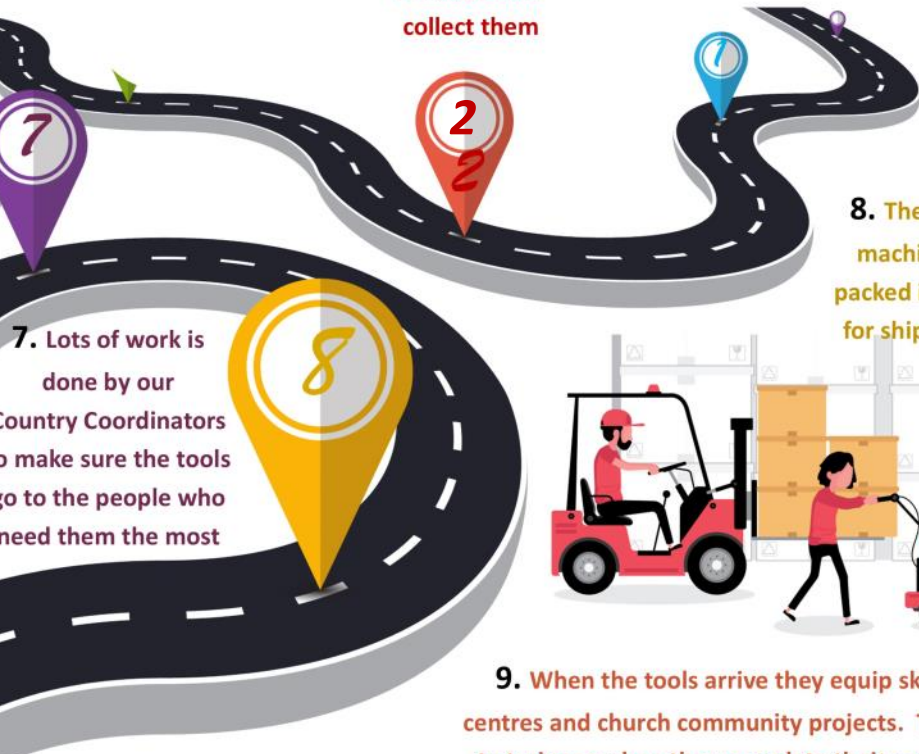 collect them
1
2
2
7
8. The
machi
packed i
for ship
7. Lots of work is
done by our
Country Coordinators
o make sure the tools
go to the people who
need them the most
8
9. When the tools arrive they equip sk
centres and church community projects. T